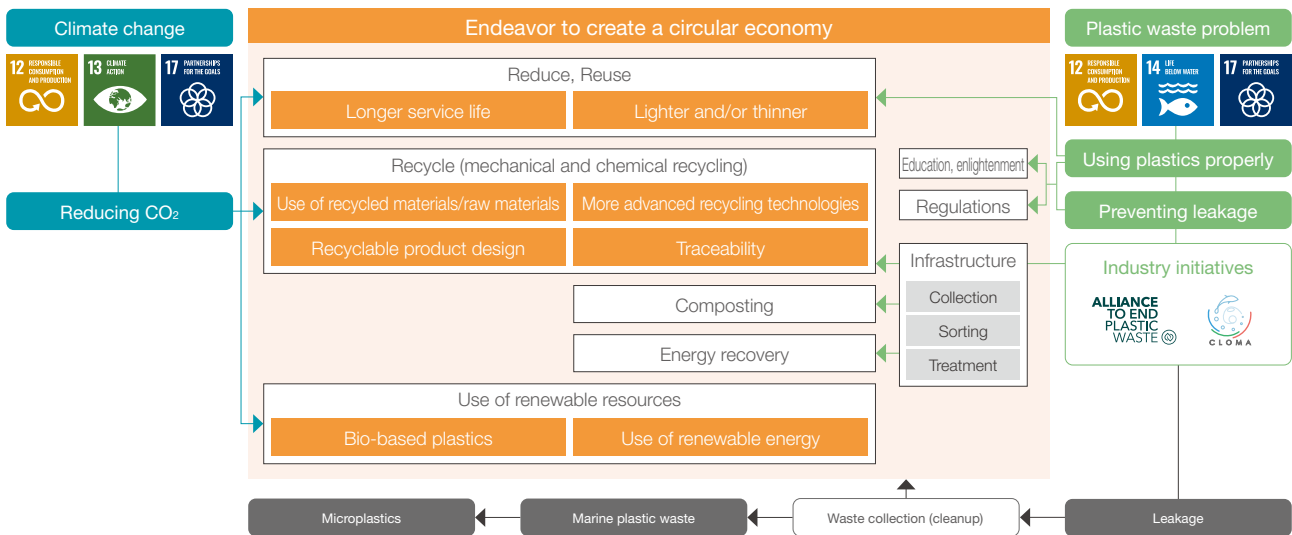 Climate change
12 RESPONSIBLE
CONSUMPTION
AND PRODUCTION
13 CLIMATE
ACTION
17 PARTNERSHIPS
FOR THE GOALS
Reducing CO₂
Endeavor to create a circular economy
Reduce, Reuse
Longer service life
Lighter and/or thinner
Recycle (mechanical and chemical recycling)
Use of recycled materials/raw materials
More advanced recycling technologies
Recyclable product design
Traceability
Composting
Energy recovery
Use of renewable resources
Bio-based plastics
Use of renewable energy
Education, enlightenment
Regulations
Infrastructure
Collection
Sorting
Treatment
Plastic waste problem
12 RESPONSIBLE
CONSUMPTION
AND PRODUCTION
14 LIFE
BELOW WATER
17 PARTNERSHIPS
FOR THE GOALS
Using plastics properly
Preventing leakage
Industry initiatives
ALLIANCE
TO END
PLASTIC
WASTE
CLOMA
Microplastics
Marine plastic waste
Waste collection (cleanup)
Leakage